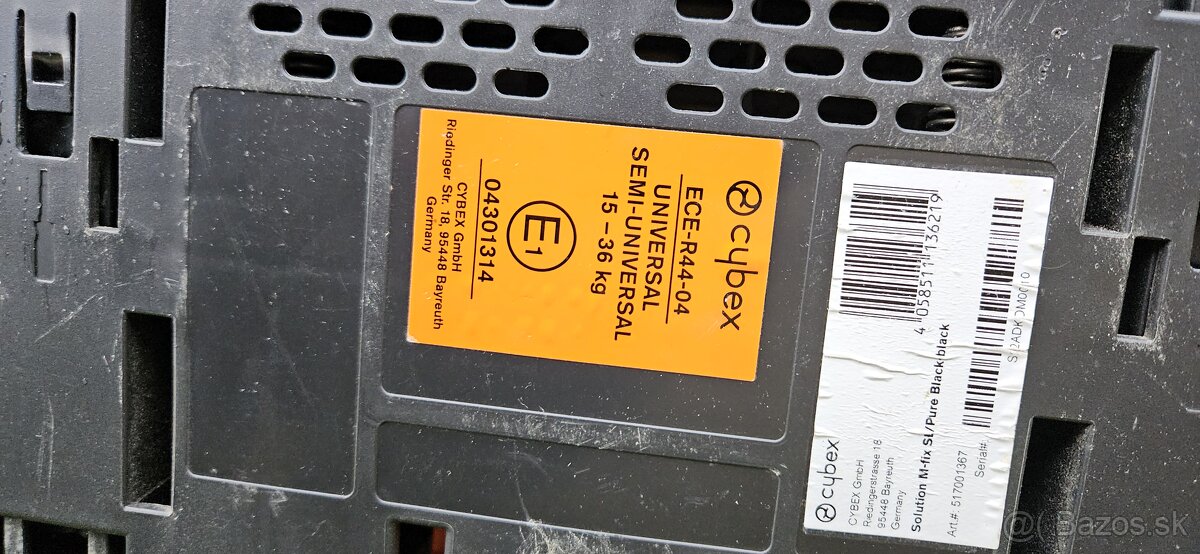 cybex
ECE-R44-04
UNIVERSAL
SEMI-UNIVERSAL
15 – 36 kg
E1
04301314
CYBEX GmbH
Riedinger Str. 18, 95448 Bayreuth
Germany
4 058511 136219
cybex
CYBEX GmbH
Riedingerstrasse 18
95448 Bayreuth
Germany
Solution M-fix SL/Pure Black-black
Art.#: 517001367
Serial#:
Bazos.sk